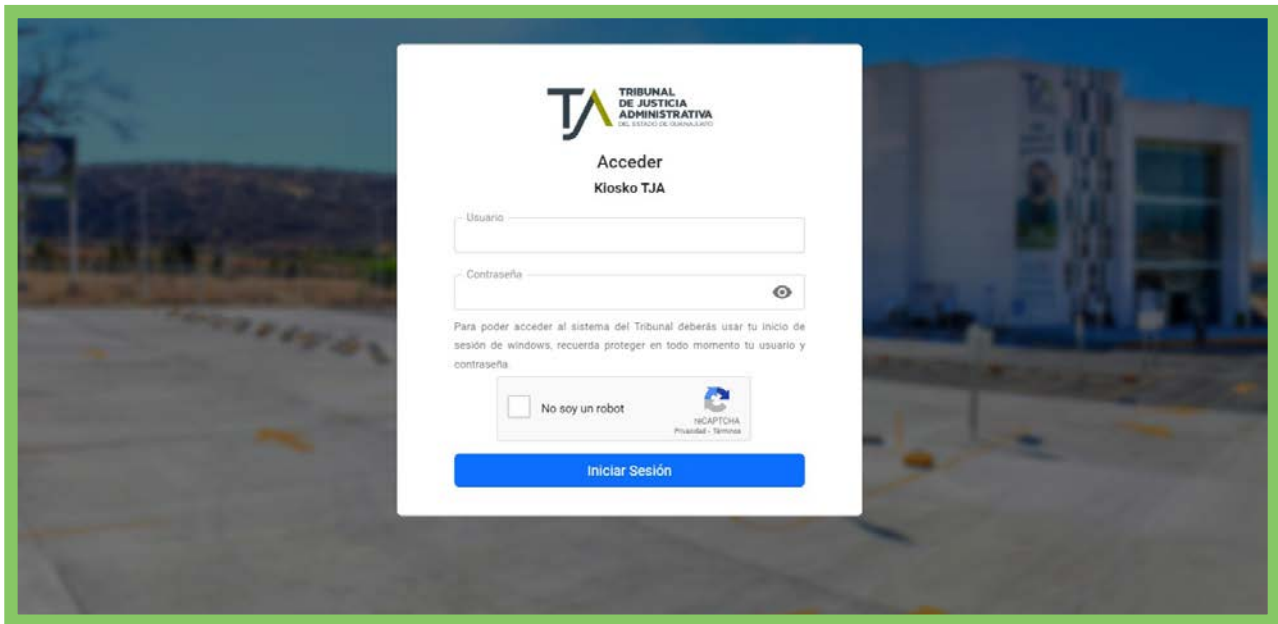 TRIBUNAL
DE JUSTICIA
ADMINISTRATIVA
DEL ESTADO DE GUANAJUATO
Acceder
Kiosko TJA
Usuario
Contraseña
Para poder acceder al sistema del Tribunal deberás usar tu inicio de
sesión de windows, recuerda proteger en todo momento tu usuario y
contraseña
No soy un robot
reCAPTCHA
Privacidad - Términos
Iniciar Sesión